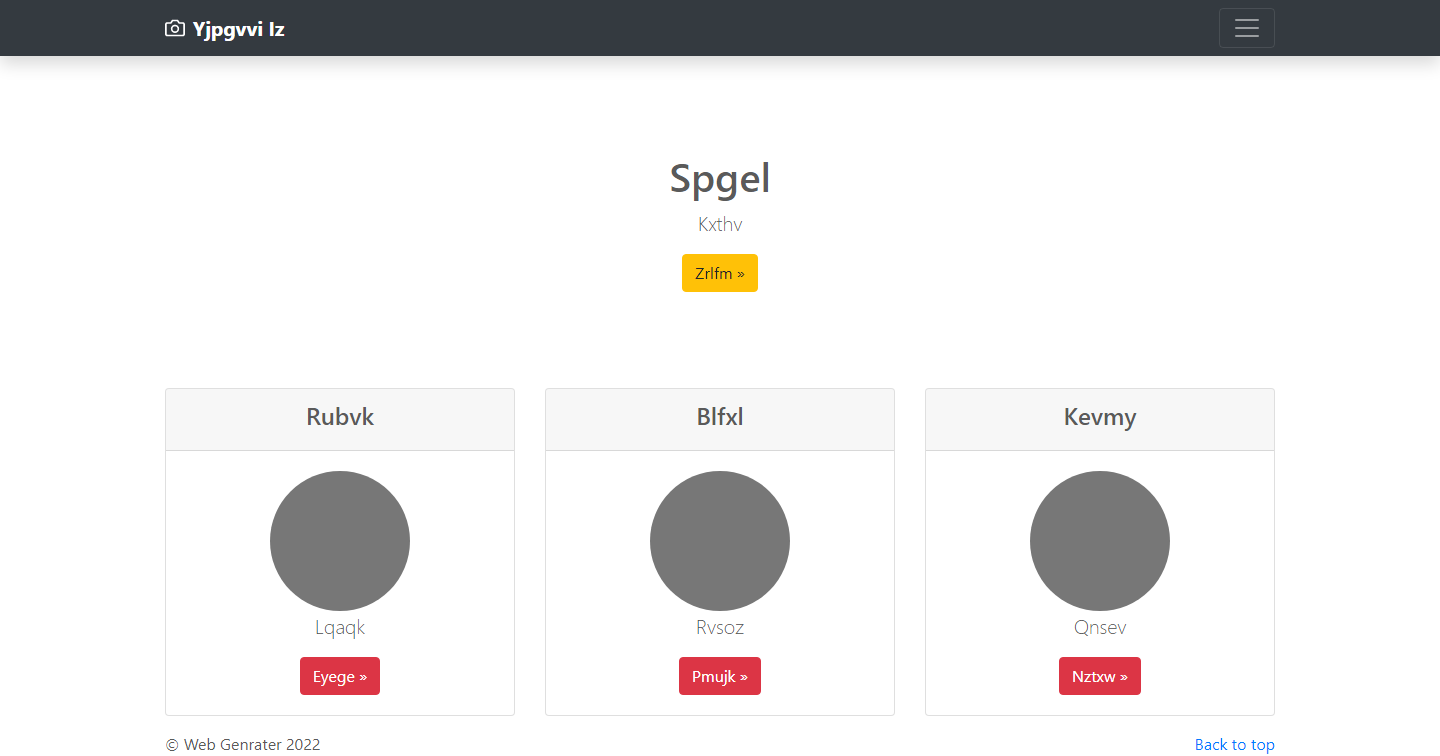 Yjpgvvi Iz
Spgel
Kxthv
Zrlfm »
Rubvk
Blfxl
Kevmy
Lqaqk
Rvsoz
Qnsev
Eyege »
Pmujk »
Nztxw »
© Web Genrater 2022
Back to top